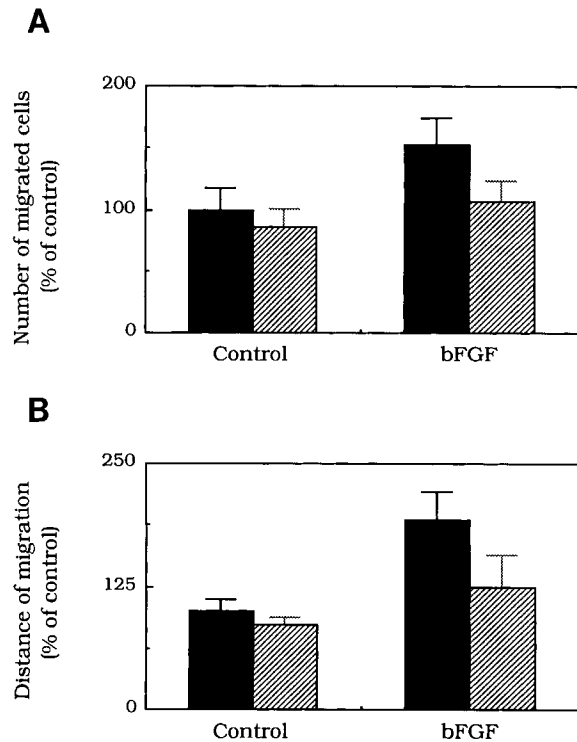 A
Number of migrated cells
(% of control)
200
100
0
Control
bFGF
B
Distance of migration
(% of control)
250
125
0
Control
bFGF